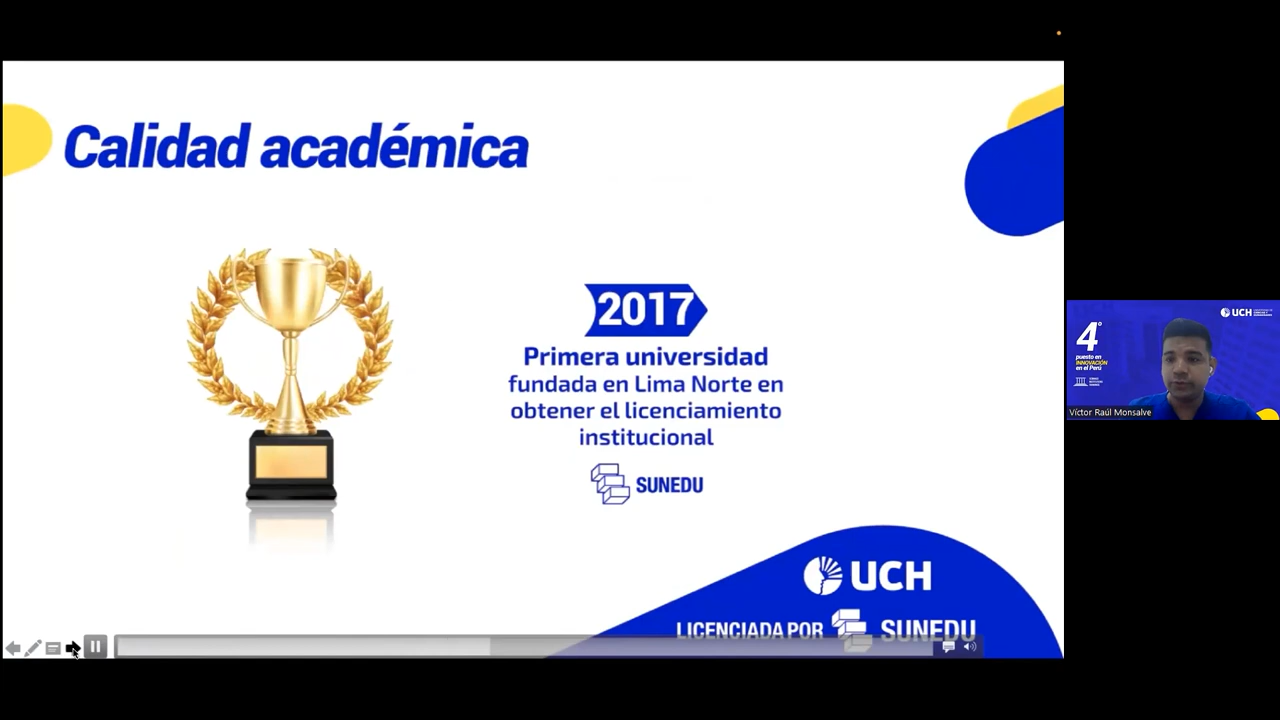 Calidad académica
2017
Primera universidad
fundada en Lima Norte en
obtener el licenciamiento
institucional
SUNEDU
UCH
LICENCIADA POR SUNEDU
UCH
4°
puesto en
INNOVACIÓN
en el Perú
Víctor Raúl Monsalve